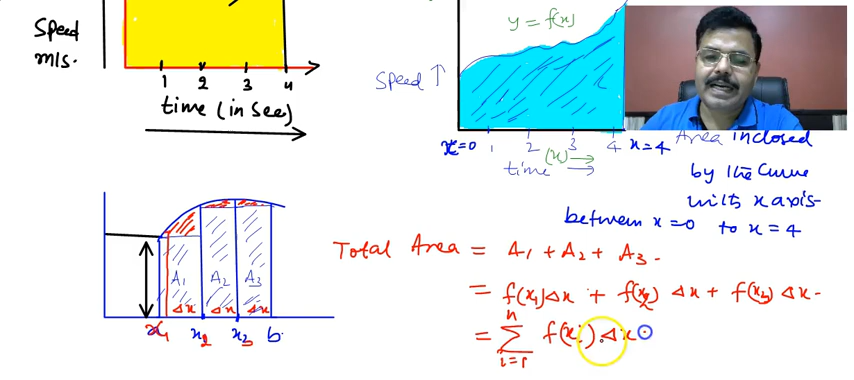 Speed
m/s.
1 2 3 4
time (in Sec)
y = f(x)
Speed ↑
x=0 1 2 3 4 x=4
(x) →
time →
Area inclosed
by the Curve
with x axis
between x=0 to x=4
A₁ A₂ A₃
Δx Δx Δx
x₁ x₂ x₃ b
Total Area = A₁ + A₂ + A₃.
= f(x₁)Δx + f(x₂) Δx + f(x₃) Δx.
= ∑ⁿᵢ₌₁ f(xᵢ).Δx